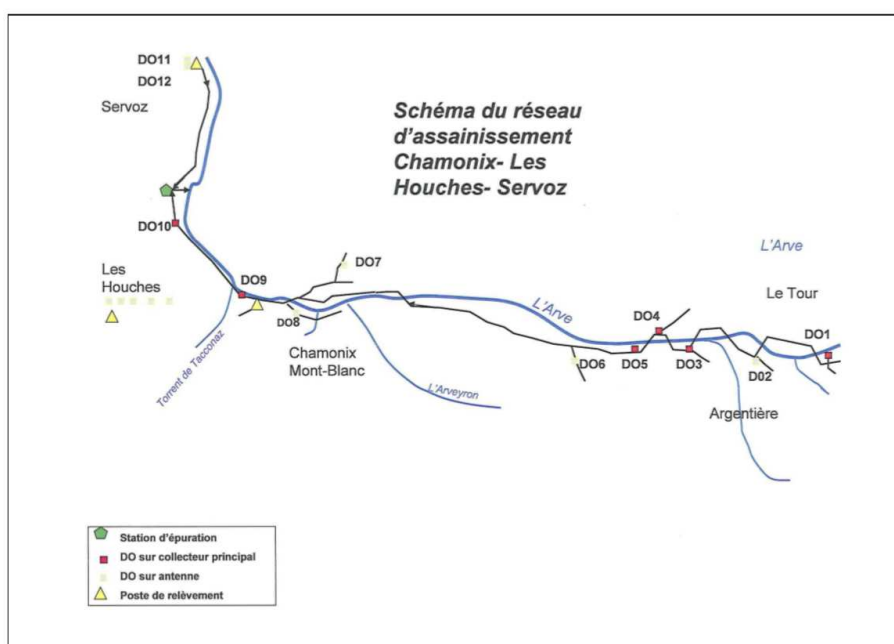 DO11
DO12
Servoz
Schéma du réseau
d'assainissement
Chamonix- Les
Houches- Servoz
DO10
Les
Houches
DO9
DO7
DO8
Chamonix
Mont-Blanc
Torrent de Tacconaz
L'Arveyron
L'Arve
L'Arve
Le Tour
DO4
DO1
DO6
DO5
DO3
D02
Argentière
Station d'épuration
DO sur collecteur principal
DO sur antenne
Poste de relèvement